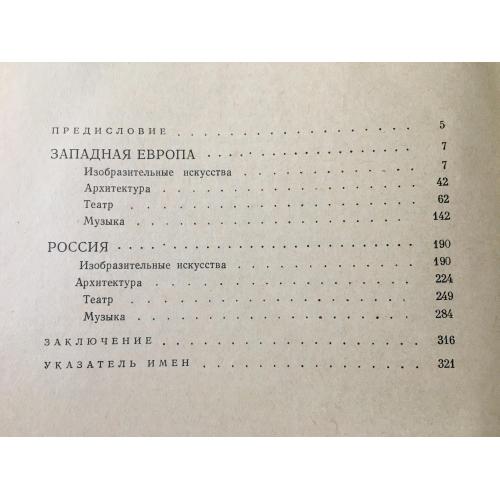 ПРЕДИСЛОВИЕ . . . . . . . . . . . . . . . 5
ЗАПАДНАЯ ЕВРОПА . . . . . . . . . . . . . 7
Изобразительные искусства . . . . . . . . . . 7
Архитектура . . . . . . . . . . . . . . 42
Театр . . . . . . . . . . . . . . . . 62
Музыка . . . . . . . . . . . . . . . 142
РОССИЯ . . . . . . . . . . . . . . . . 190
Изобразительные искусства . . . . . . . . . . 190
Архитектура . . . . . . . . . . . . . . 224
Театр . . . . . . . . . . . . . . . . 249
Музыка . . . . . . . . . . . . . . . 284
ЗАКЛЮЧЕНИЕ . . . . . . . . . . . . . . . 316
УКАЗАТЕЛЬ ИМЕН . . . . . . . . . . . . . 321